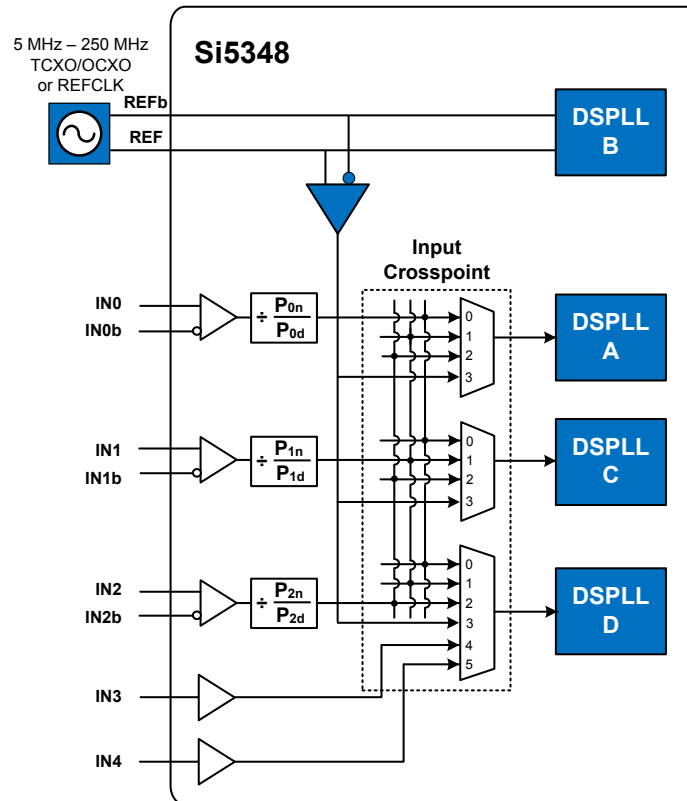 5 MHz – 250 MHz
TCXO/OCXO
or REFCLK
Si5348
REFb
REF
DSPLL
B
Input
Crosspoint
IN0
IN0b
÷ P0n
P0d
0
1
2
3
DSPLL
A
IN1
IN1b
÷ P1n
P1d
0
1
2
3
DSPLL
C
IN2
IN2b
÷ P2n
P2d
0
1
2
3
4
5
DSPLL
D
IN3
IN4